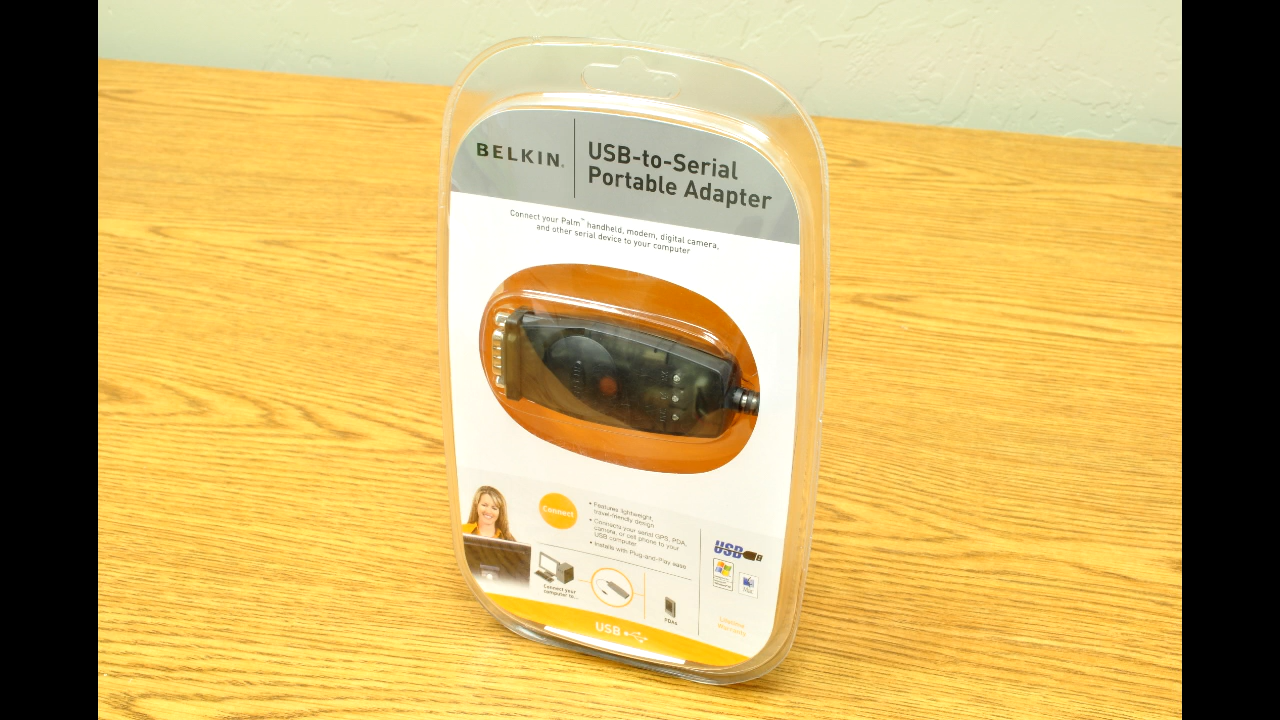 BELKIN.
USB-to-Serial
Portable Adapter
Connect your Palm™ handheld, modem, digital camera,
and other serial device to your computer
Connect
• Features lightweight,
travel-friendly design
• Connects your serial GPS, PDA,
camera, or cell phone to your
USB computer
• Installs with Plug-and-Play ease
Connect your
computer to...
PDAs
USB
Mac
Lifetime
Warranty
USB